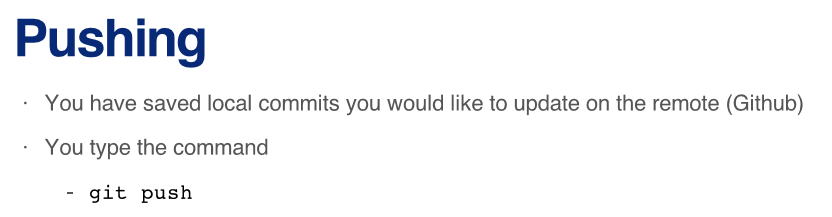 Pushing
· You have saved local commits you would like to update on the remote (Github)
· You type the command
- git push